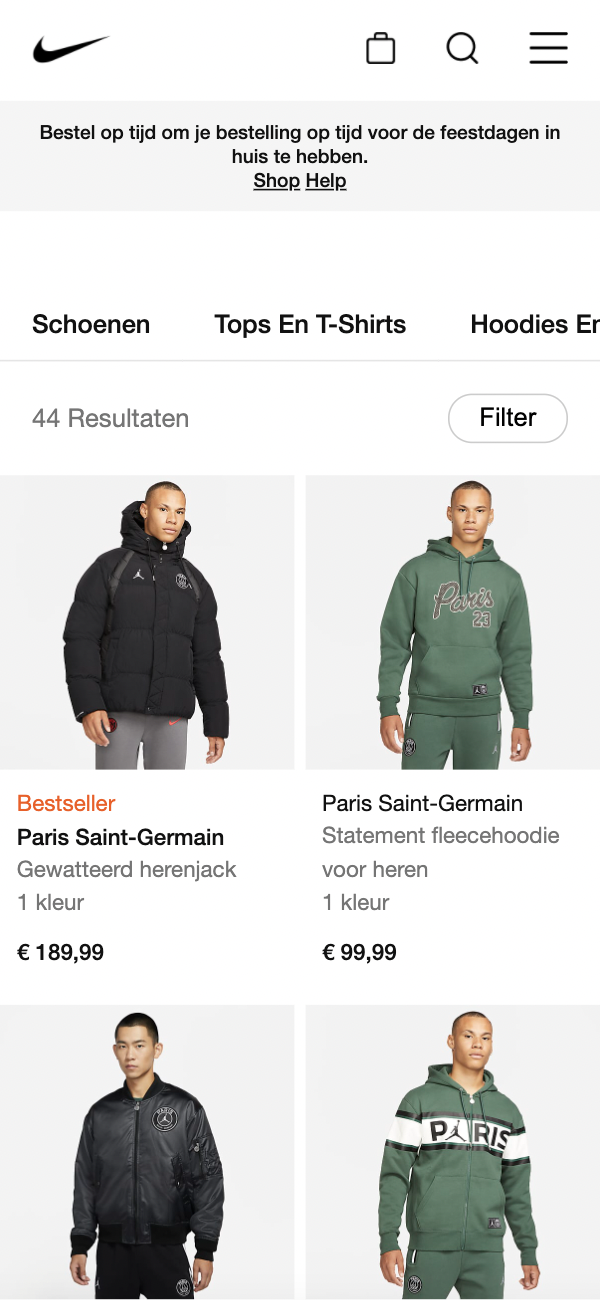 Bestel op tijd om je bestelling op tijd voor de feestdagen in
huis te hebben.
Shop Help
Schoenen
Tops En T-Shirts
Hoodies En
44 Resultaten
Filter
Paris
23
Bestseller
Paris Saint-Germain
Gewatteerd herenjack
1 kleur
€ 189,99
Paris Saint-Germain
Statement fleecehoodie
voor heren
1 kleur
€ 99,99
PARIS
PARIS